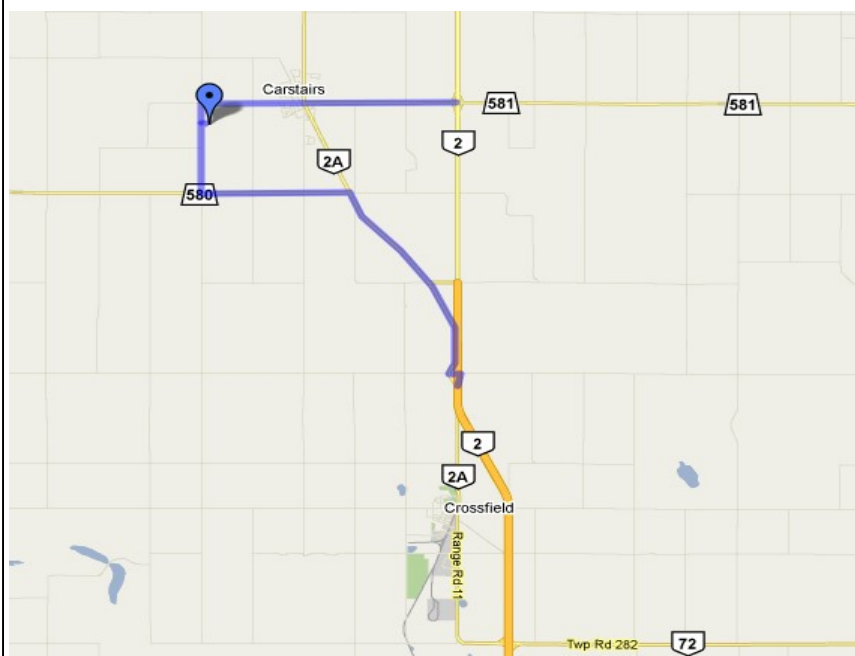 Carstairs
581
581
2
2A
580
2
2A
Crossfield
Range Rd 11
Twp Rd 282
72